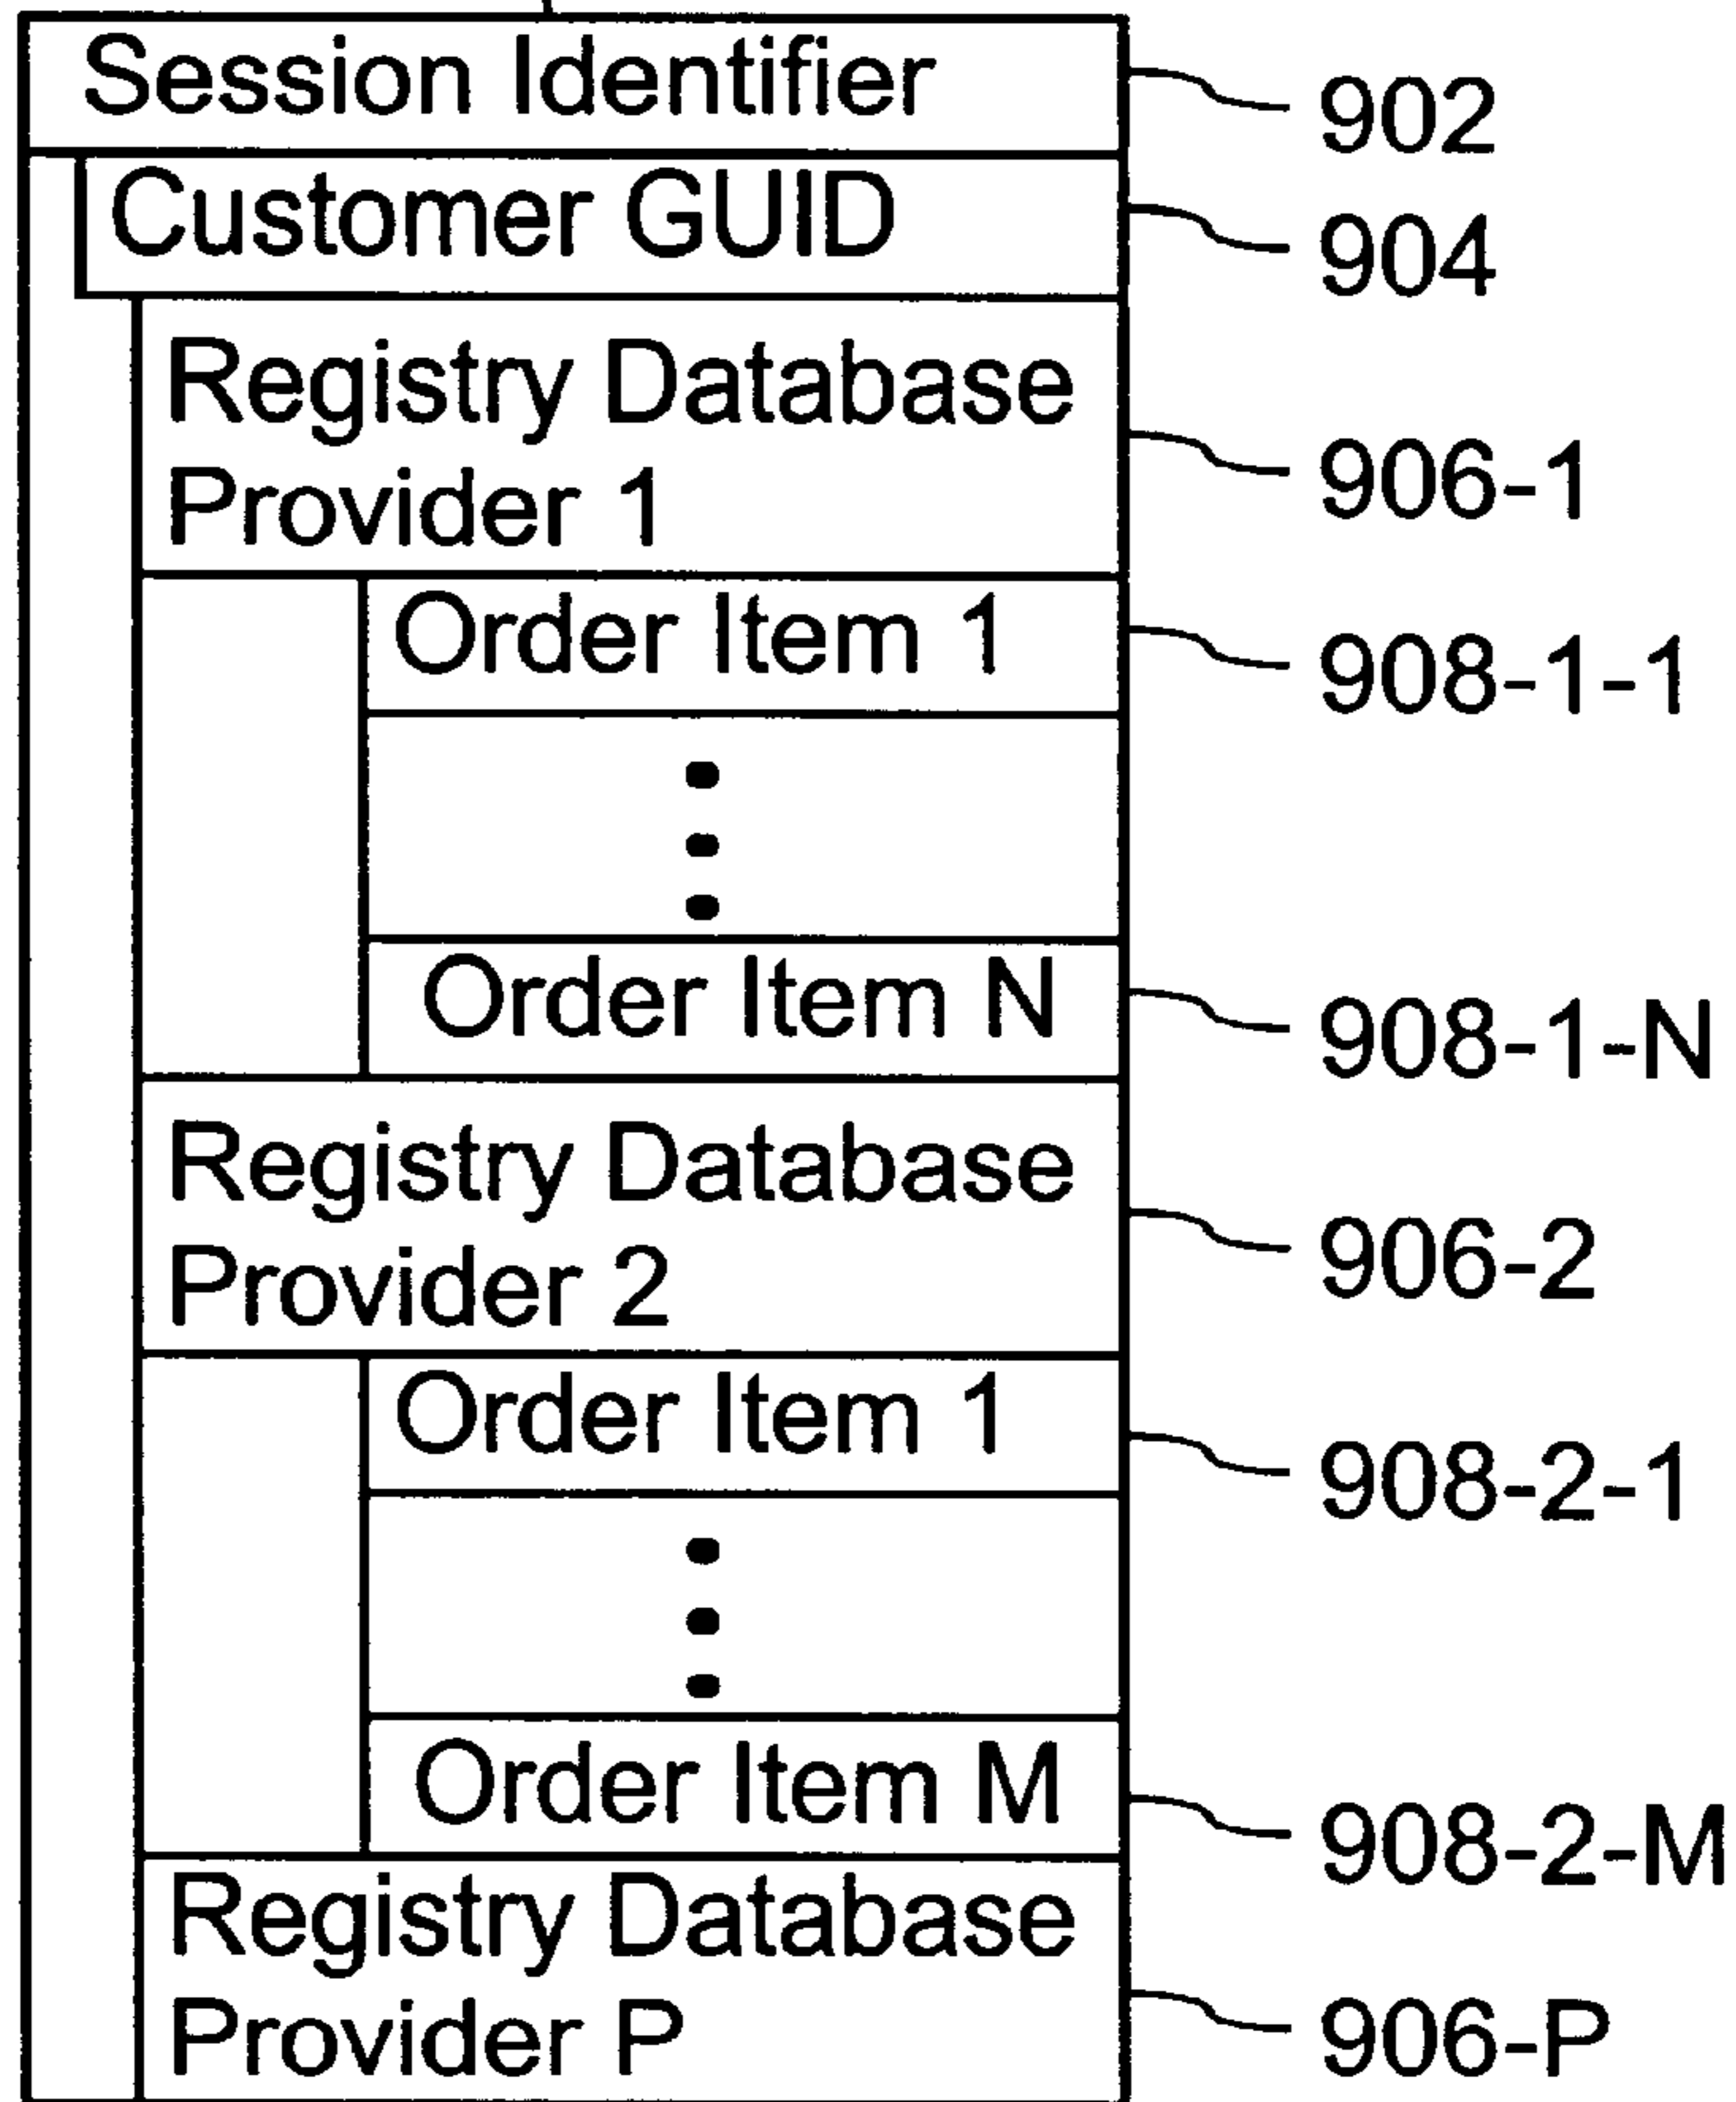 Session Identifier 902
Customer GUID 904
Registry Database
Provider 1 906-1
Order Item 1 908-1-1
Order Item N 908-1-N
Registry Database
Provider 2 906-2
Order Item 1 908-2-1
Order Item M 908-2-M
Registry Database
Provider P 906-P